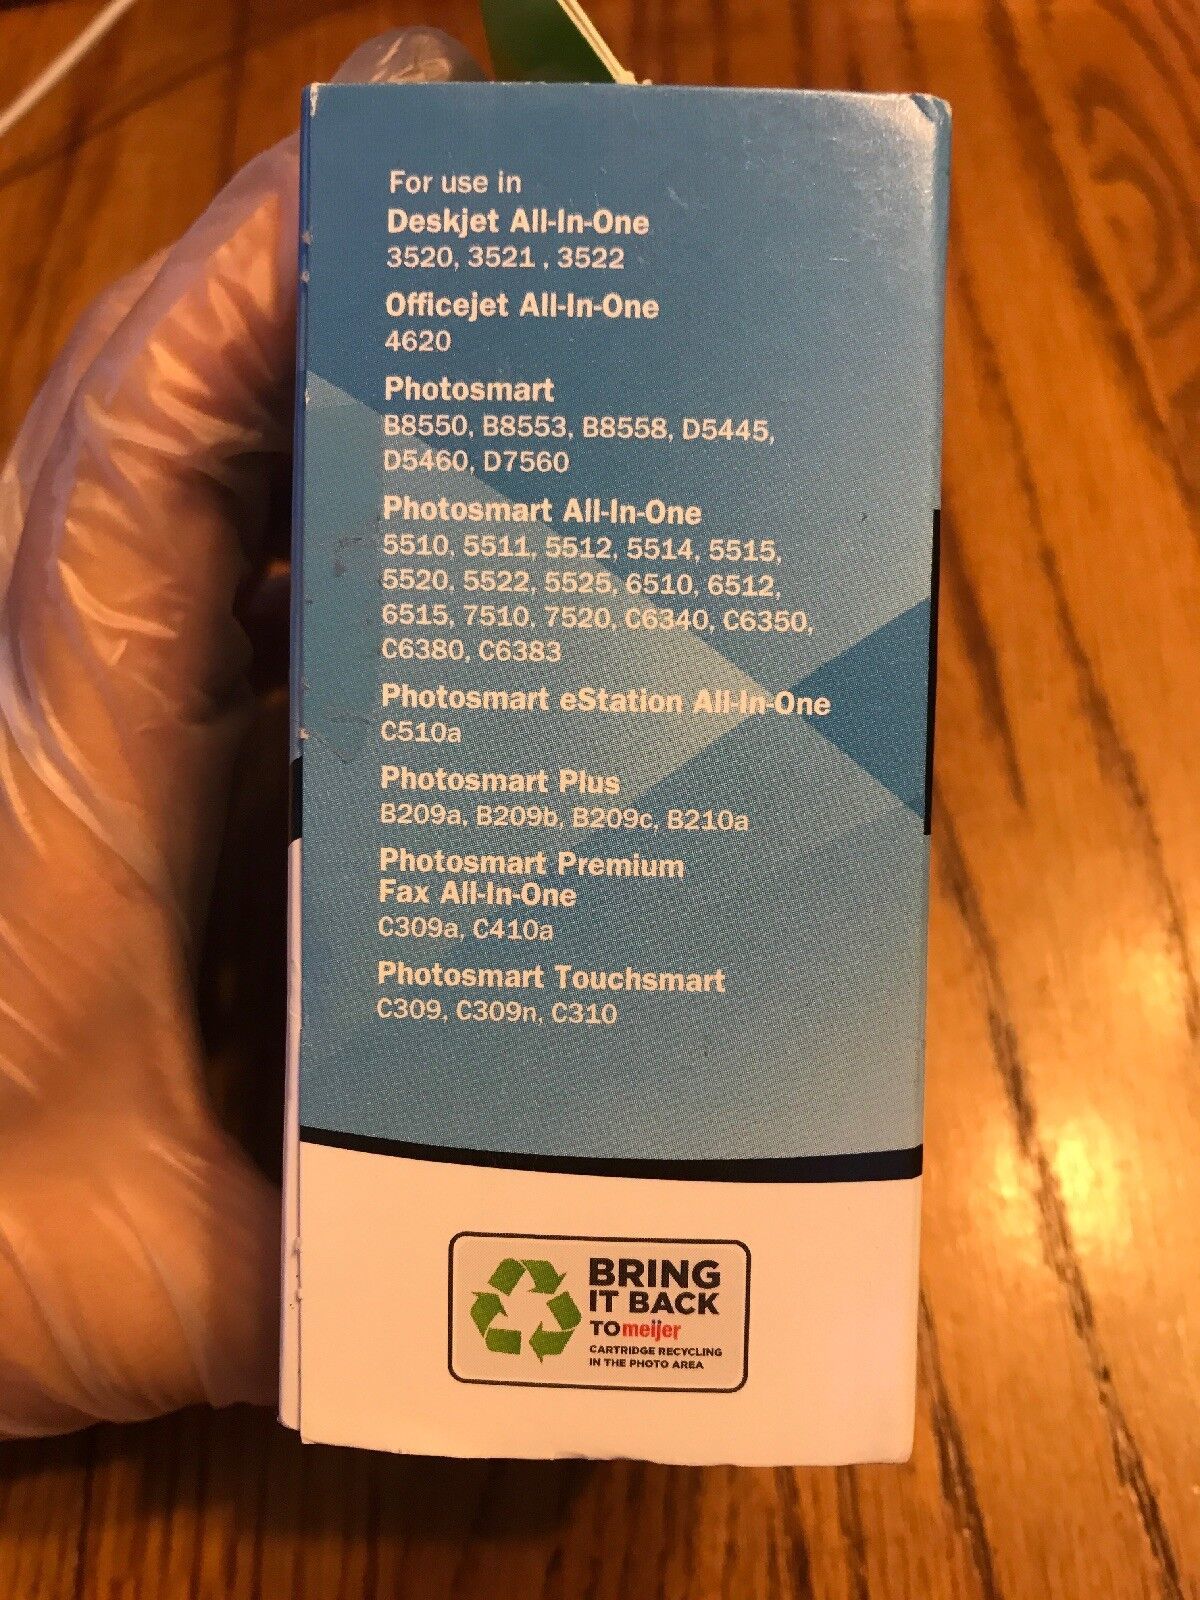 For use in
Deskjet All-In-One
3520, 3521 , 3522
Officejet All-In-One
4620
Photosmart
B8550, B8553, B8558, D5445,
D5460, D7560
Photosmart All-In-One
5510, 5511, 5512, 5514, 5515,
5520, 5522, 5525, 6510, 6512,
6515, 7510, 7520, C6340, C6350,
C6380, C6383
Photosmart eStation All-In-One
C510a
Photosmart Plus
B209a, B209b, B209c, B210a
Photosmart Premium
Fax All-In-One
C309a, C410a
Photosmart Touchsmart
C309, C309n, C310
BRING
IT BACK
TO meijer
CARTRIDGE RECYCLING
IN THE PHOTO AREA